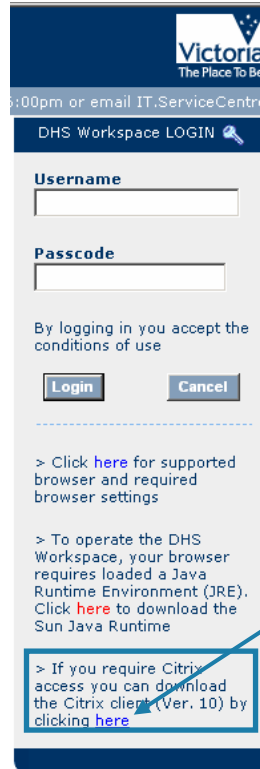 Victoria
The Place To Be
:00pm or email IT.ServiceCentre
DHS Workspace LOGIN
Username
Passcode
By logging in you accept the
conditions of use
Login Cancel
> Click here for supported
browser and required
browser settings
> To operate the DHS
Workspace, your browser
requires loaded a Java
Runtime Environment (JRE).
Click here to download the
Sun Java Runtime
> If you require Citrix
access you can download
the Citrix client (Ver. 10) by
clicking here